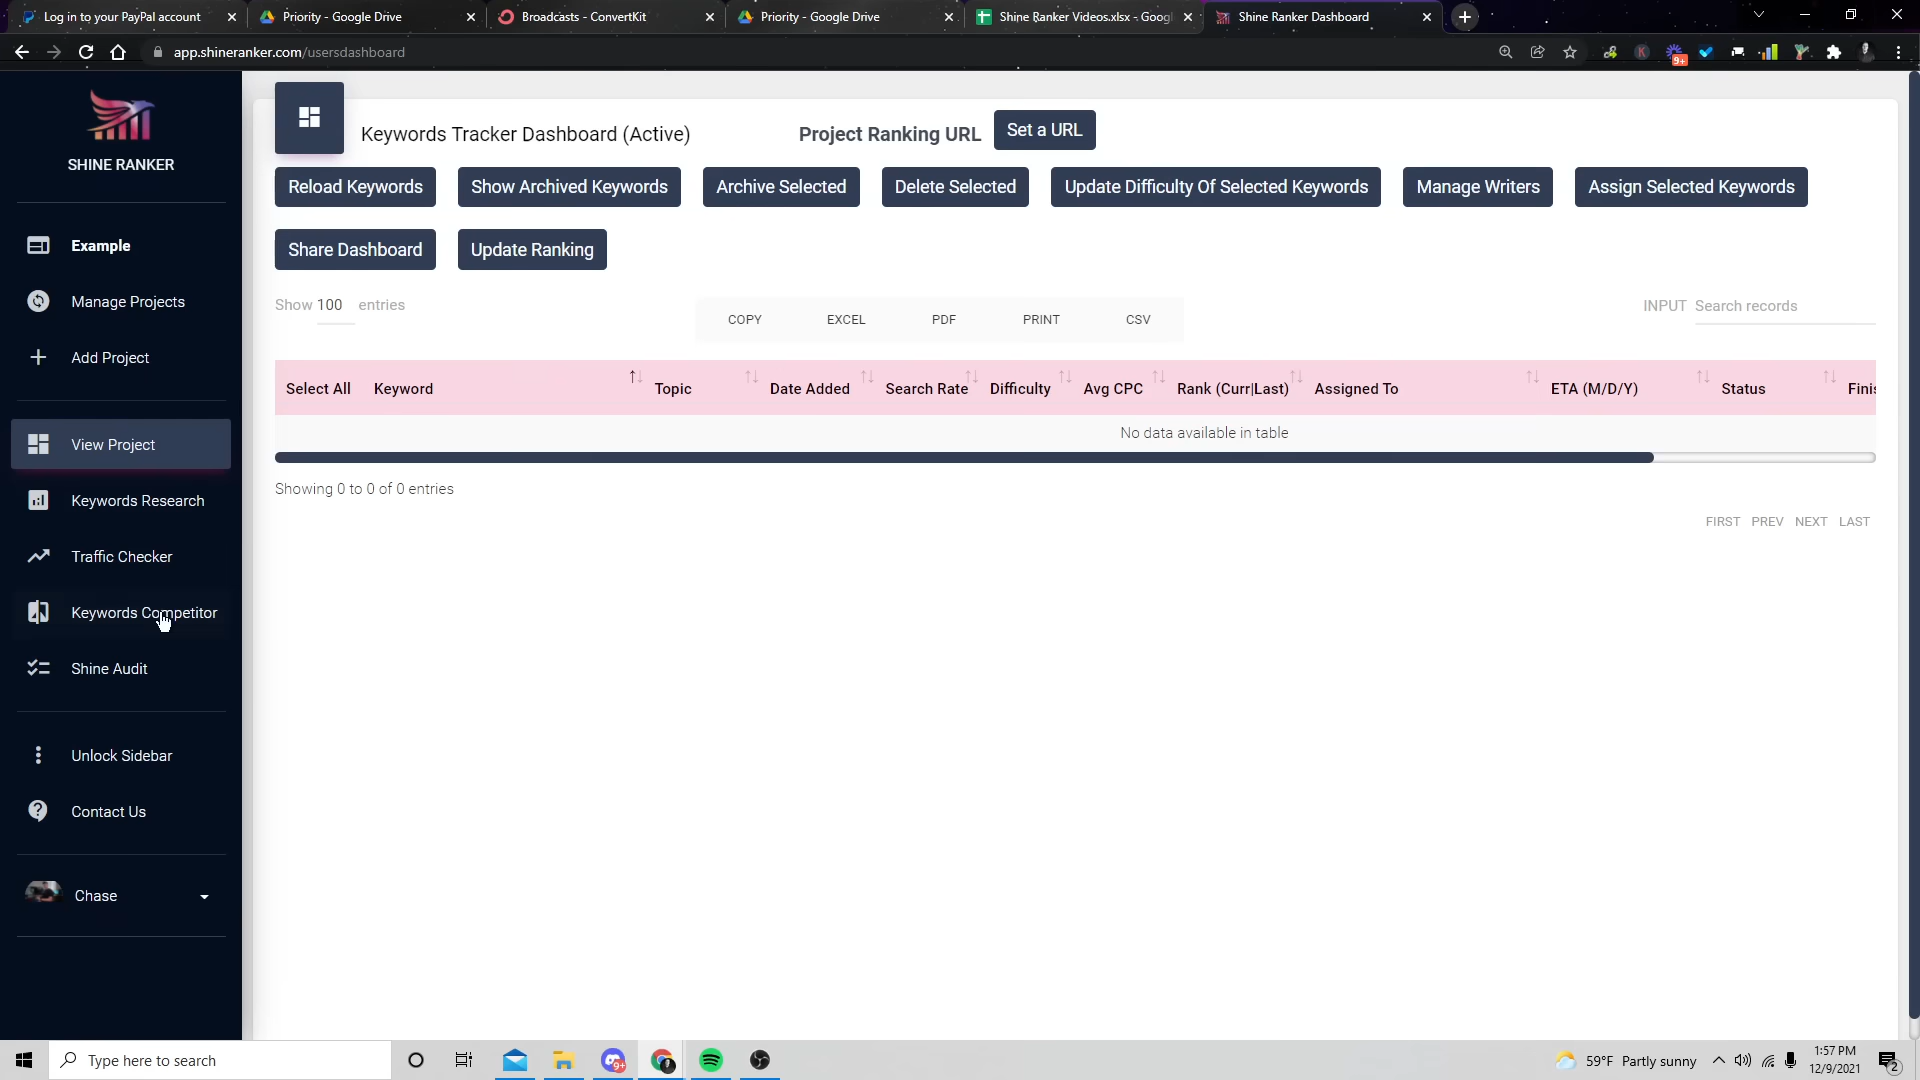 Log in to your PayPal account
Priority - Google Drive
Broadcasts - ConvertKit
Priority - Google Drive
Shine Ranker Videos.xlsx - Goog
Shine Ranker Dashboard
app.shineranker.com/usersdashboard
9+
SHINE RANKER
Example
Manage Projects
Add Project
View Project
Keywords Research
Traffic Checker
Keywords Competitor
Shine Audit
Unlock Sidebar
Contact Us
Chase
Keywords Tracker Dashboard (Active)
Project Ranking URL
Set a URL
Reload Keywords
Show Archived Keywords
Archive Selected
Delete Selected
Update Difficulty Of Selected Keywords
Manage Writers
Assign Selected Keywords
Share Dashboard
Update Ranking
Show 100 entries
COPY EXCEL PDF PRINT CSV
INPUT Search records
Select All Keyword Topic Date Added Search Rate Difficulty Avg CPC Rank (Curr|Last) Assigned To ETA (M/D/Y) Status Finis
No data available in table
Showing 0 to 0 of 0 entries
FIRST PREV NEXT LAST
Type here to search
9+
59°F Partly sunny
1:57 PM
12/9/2021
2